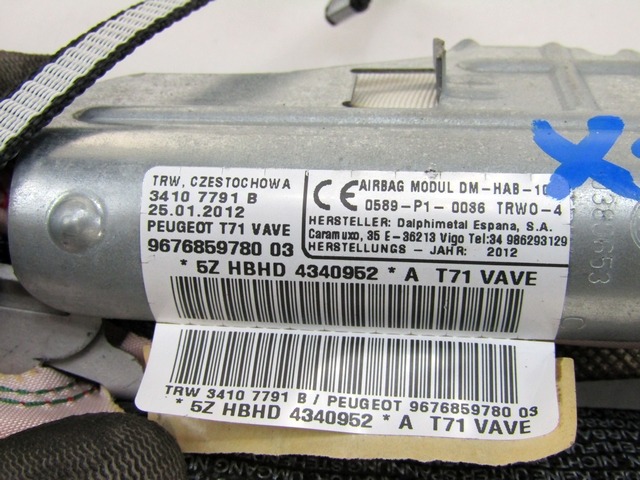 TRW, CZESTOCHOWA
3410 7791 B
25.01.2012
PEUGEOT T71 VAVE
9676859780 03
CE AIRBAG MODUL DM-HAB-10
0589-P1-0036 TRWO-4
HERSTELLER: Dalphimetal Espana, S.A.
Caramuxo, 35 E - 36213 Vigo Tel:34 986293129
HERSTELLUNGS - JAHR: 2012
* 5Z HBHD 4340952 * A T71 VAVE
TRW 3410 7791 B / PEUGEOT 9676859780 03
* 5Z HBHD 4340952 * A T71 VAVE